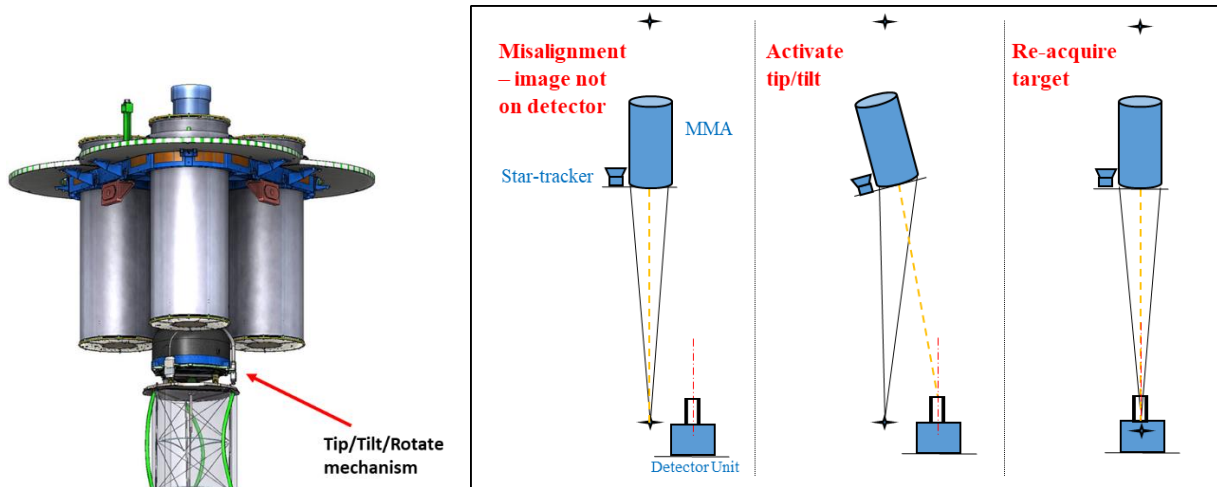 Tip/Tilt/Rotate
mechanism
Misalignment
– image not
on detector
MMA
Star-tracker
Detector Unit
Activate
tip/tilt
Re-acquire
target